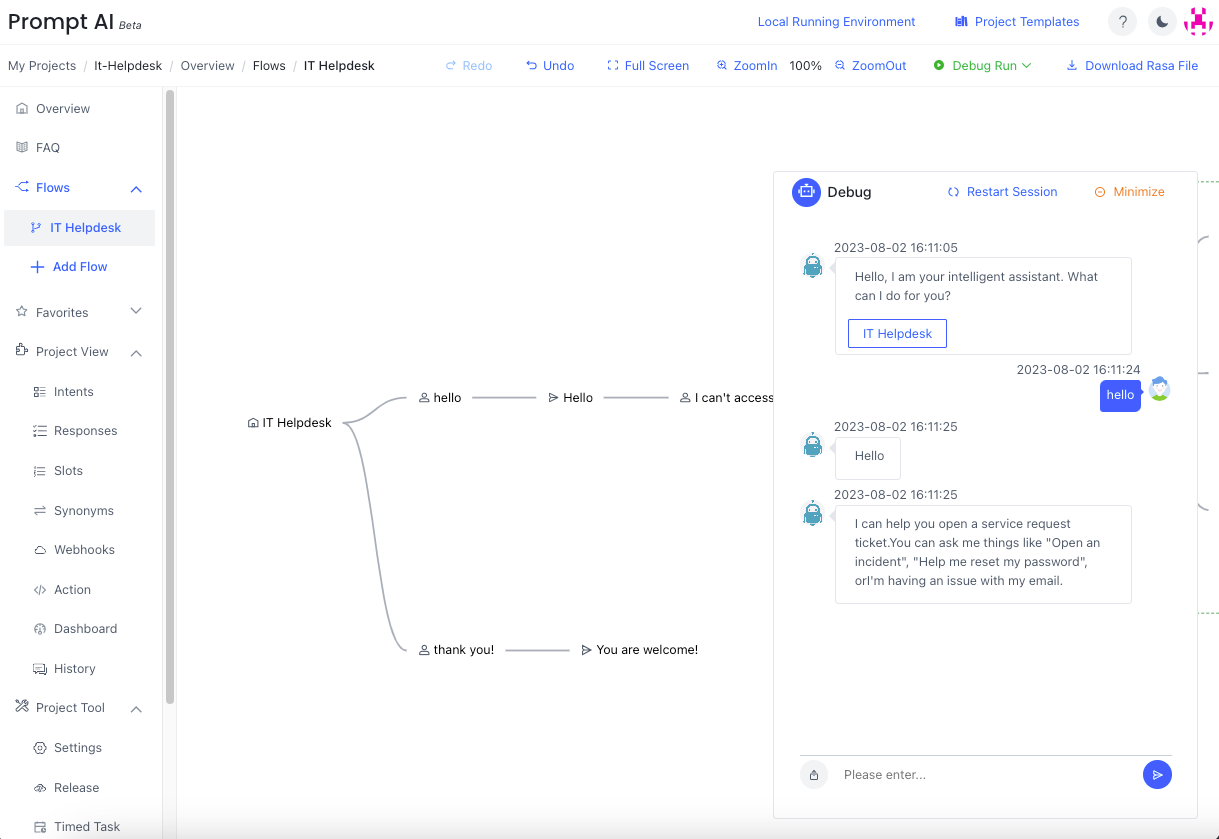 Prompt AI Beta
Local Running Environment
Project Templates
?
My Projects / It-Helpdesk / Overview / Flows / IT Helpdesk
Redo
Undo
Full Screen
ZoomIn
100%
ZoomOut
Debug Run
Download Rasa File
Overview
FAQ
Flows
IT Helpdesk
Add Flow
Favorites
Project View
Intents
Responses
Slots
Synonyms
Webhooks
Action
Dashboard
History
Project Tool
Settings
Release
Timed Task
IT Helpdesk
hello
Hello
I can't access
thank you!
You are welcome!
Debug
Restart Session
Minimize
2023-08-02 16:11:05
Hello, I am your intelligent assistant. What
can I do for you?
IT Helpdesk
2023-08-02 16:11:24
hello
2023-08-02 16:11:25
Hello
2023-08-02 16:11:25
I can help you open a service request
ticket.You can ask me things like "Open an
incident", "Help me reset my password",
orI'm having an issue with my email.
Please enter...